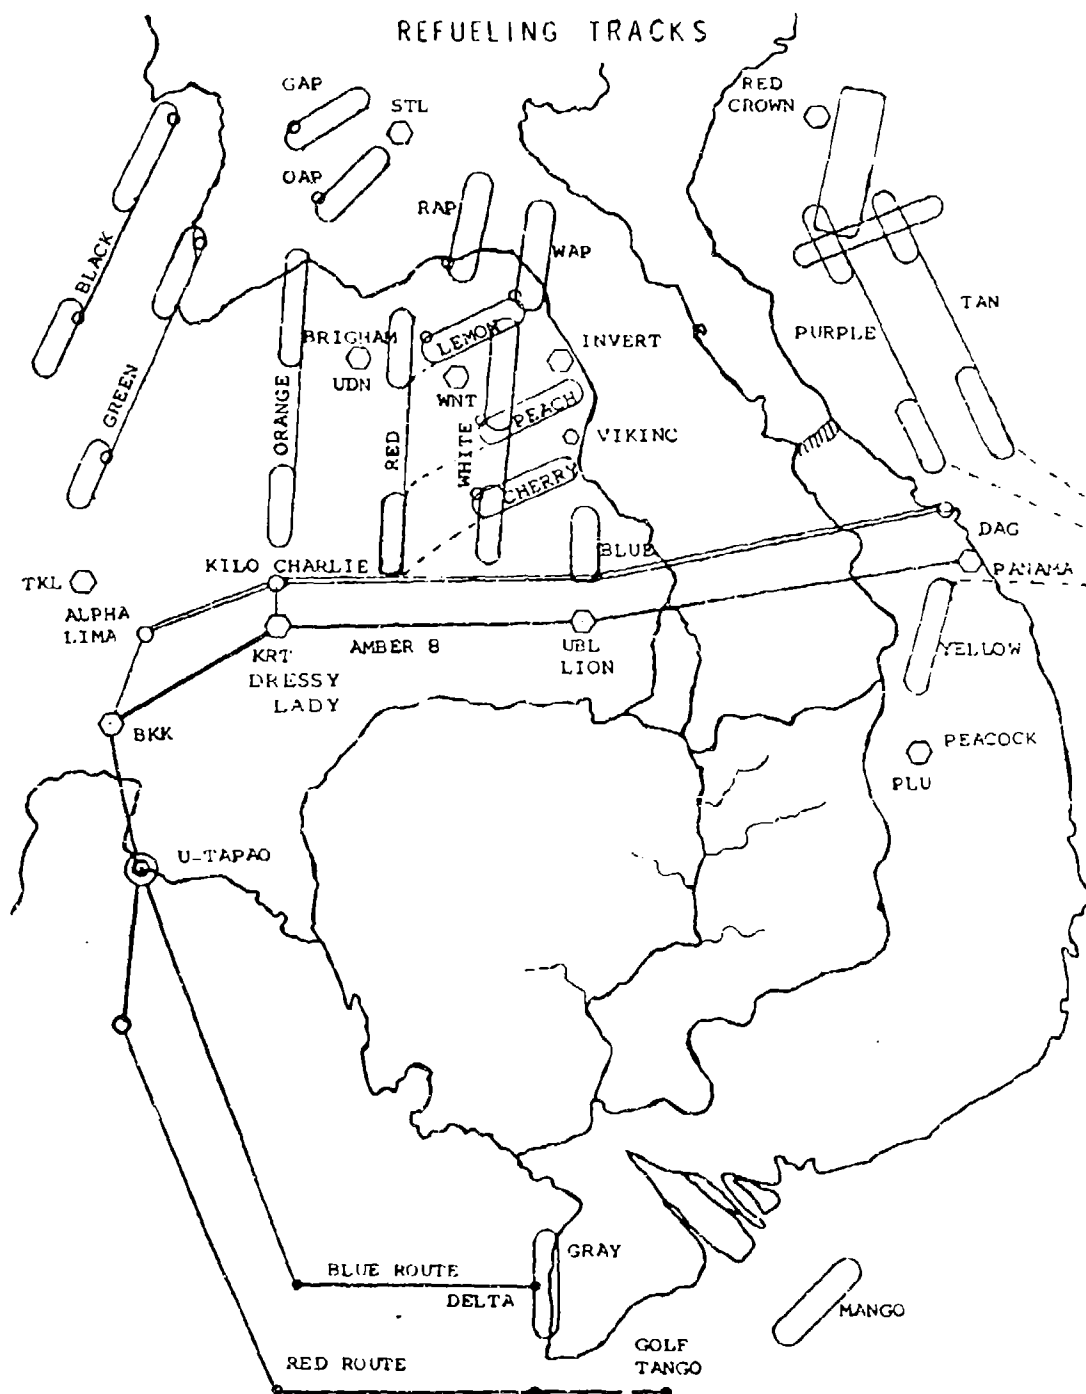 REFUELING TRACKS
GAP
STL
RED
CROWN
OAP
RAP
WAP
BLACK
TAN
PURPLE
BRIGHAM
LEMON
INVERT
UDN
WNT
GREEN
ORANGE
RED
WHITE
PEACH
VIKING
CHERRY
DAG
BLUE
KILO CHARLIE
TKL
PANAMA
ALPHA
LIMA
AMBER 8
KRT
DRESSY
LADY
UBL
LION
YELLOW
BKK
PEACOCK
PLU
U-TAPAO
GRAY
BLUE ROUTE
DELTA
MANGO
RED ROUTE
GOLF
TANGO